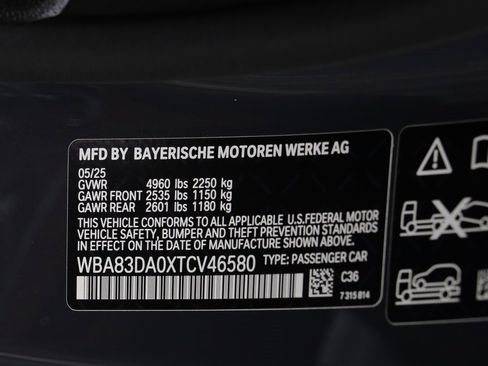 MFD BY BAYERISCHE MOTOREN WERKE AG
05/25
GVWR 4960 lbs 2250 kg
GAWR FRONT 2535 lbs 1150 kg
GAWR REAR 2601 lbs 1180 kg
THIS VEHICLE CONFORMS TO ALL APPLICABLE U.S.FEDERAL MOTOR
VEHICLE SAFETY, BUMPER AND THEFT PREVENTION STANDARDS
IN EFFECT ON THE DATE OF MANUFACTURE SHOWN ABOVE.
WBA83DA0XTCV46580 TYPE: PASSENGER CAR
C36
7 315 814